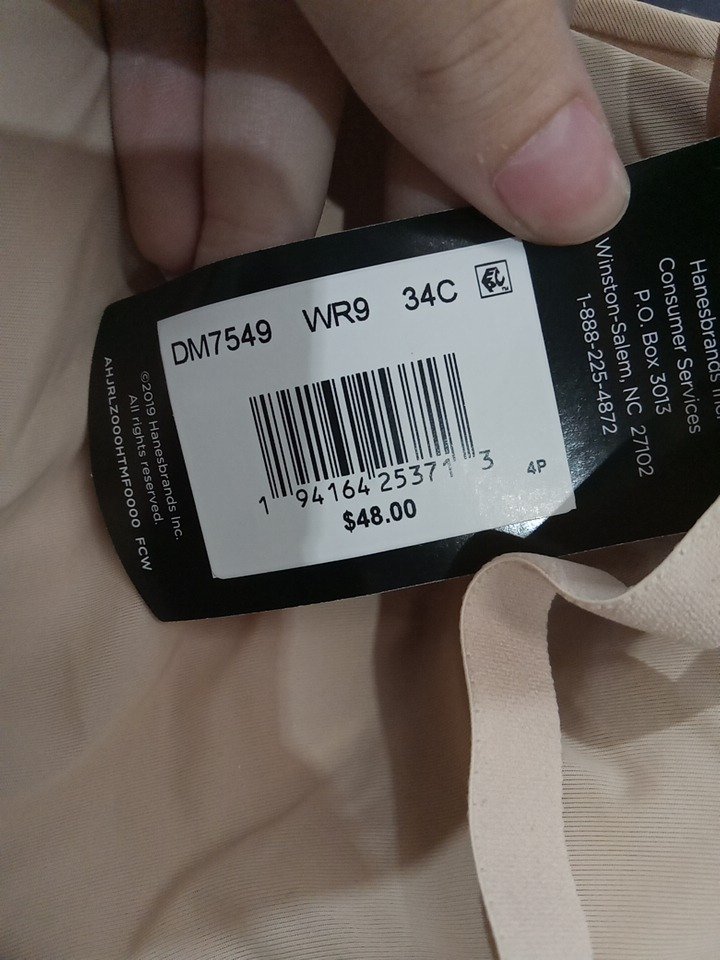 DM7549 WR9 34C
1 94164 25371 3
4P
$48.00
©2019 Hanesbrands Inc.
All rights reserved.
AHJRLZ000HTMF0000 FCW
Hanesbrands Inc.
Consumer Services
P.O. Box 3013
Winston-Salem, NC 27102
1-888-225-4872